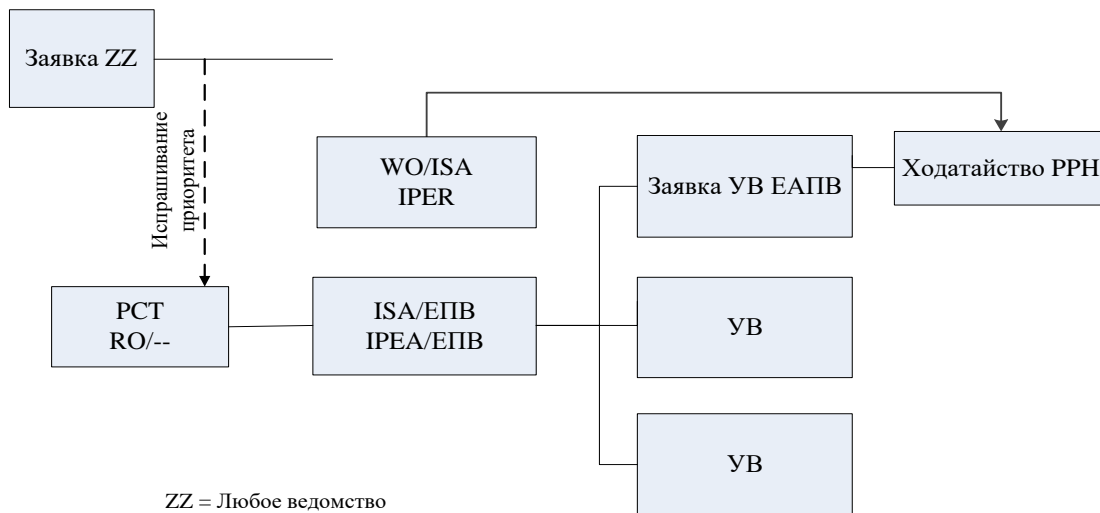 Заявка ZZ
Испрашивание
приоритета
WO/ISA
IPER
Заявка УВ ЕАПВ
Ходатайство PPH
PCT
RO/--
ISA/ЕПВ
IPEA/ЕПВ
УВ
УВ
ZZ = Любое ведомство